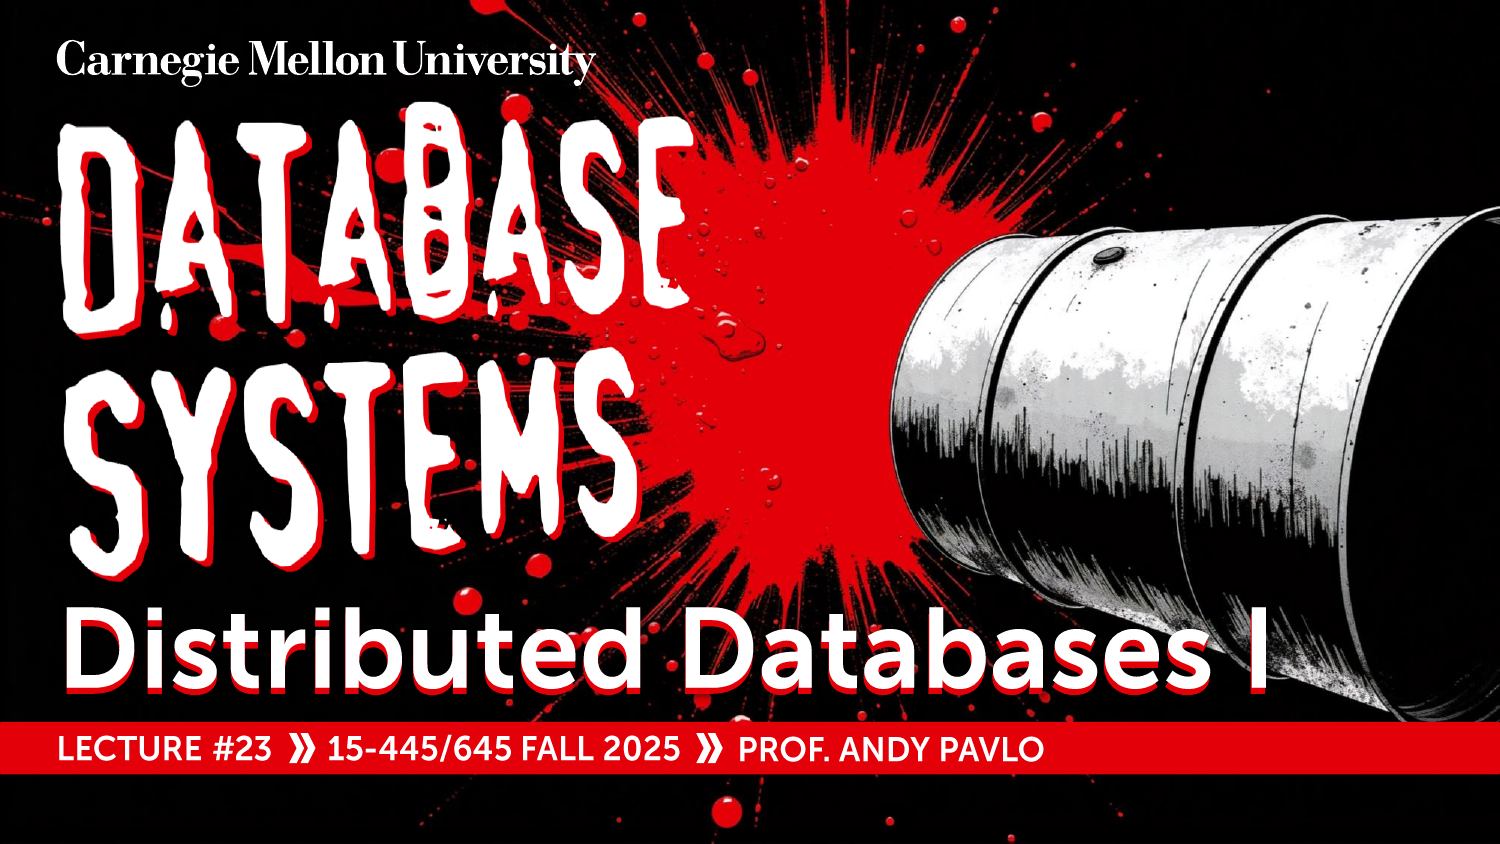 Carnegie Mellon University
DATABASE
SYSTEMS
Distributed Databases I
LECTURE #23 » 15-445/645 FALL 2025 » PROF. ANDY PAVLO